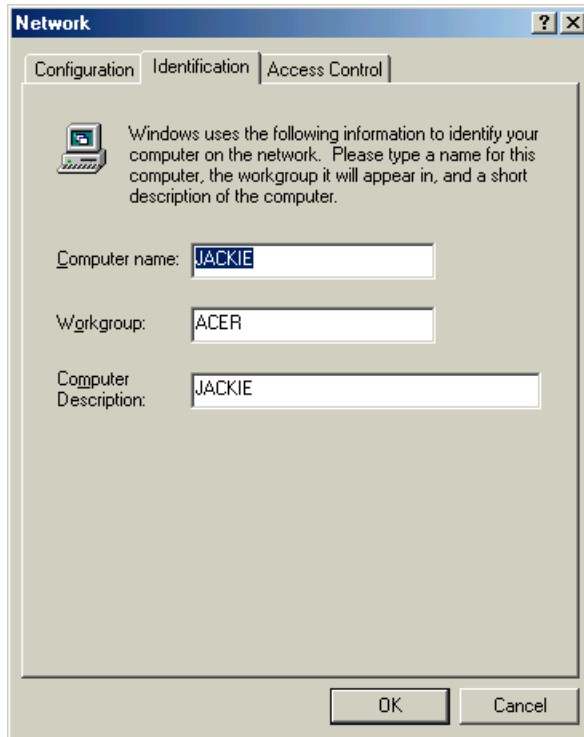 Network
Configuration Identification Access Control
Windows uses the following information to identify your
computer on the network. Please type a name for this
computer, the workgroup it will appear in, and a short
description of the computer.
Computer name: JACKIE
Workgroup: ACER
Computer
Description: JACKIE
OK Cancel